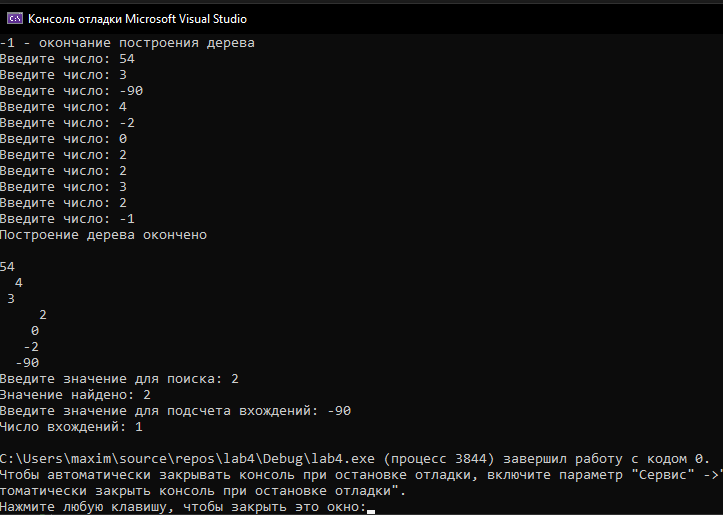 Консоль отладки Microsoft Visual Studio
-1 - окончание построения дерева
Введите число: 54
Введите число: 3
Введите число: -90
Введите число: 4
Введите число: -2
Введите число: 0
Введите число: 2
Введите число: 2
Введите число: 3
Введите число: 2
Введите число: -1
Построение дерева окончено
54
4
3
2
0
-2
-90
Введите значение для поиска: 2
Значение найдено: 2
Введите значение для подсчета вхождений: -90
Число вхождений: 1
C:\Users\maxim\source\repos\lab4\Debug\lab4.exe (процесс 3844) завершил работу с кодом 0.
Чтобы автоматически закрывать консоль при остановке отладки, включите параметр "Сервис" ->"
томатически закрыть консоль при остановке отладки".
Нажмите любую клавишу, чтобы закрыть это окно: